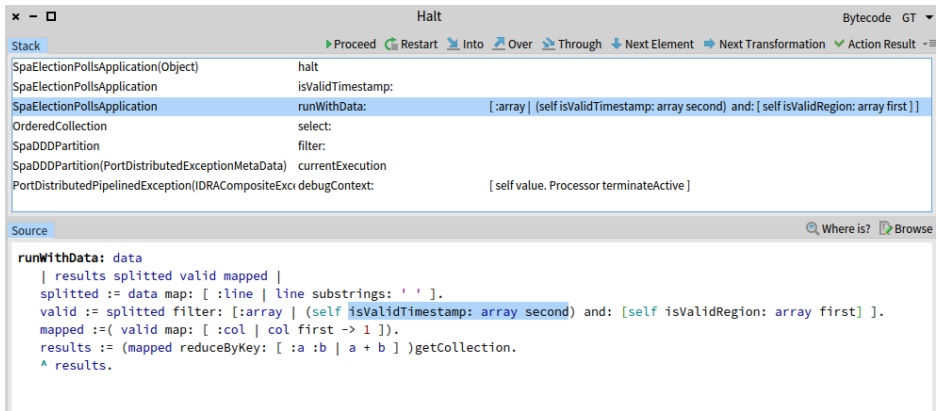 Halt
Bytecode GT
Stack
Proceed Restart Into Over Through Next Element Next Transformation Action Result
SpaElectionPollsApplication(Object) halt
SpaElectionPollsApplication isValidTimestamp:
SpaElectionPollsApplication runWithData: [ :array | (self isValidTimestamp: array second) and: [ self isValidRegion: array first ] ]
OrderedCollection select:
SpaDDDPartition filter:
SpaDDDPartition(PortDistributedExceptionMetaData) currentExecution
PortDistributedPipelinedException(IDRACompositeExc debugContext: [ self value. Processor terminateActive ]
Source
Where is? Browse
runWithData: data
| results splitted valid mapped |
splitted := data map: [ :line | line substrings: ' ' ].
valid := splitted filter: [:array | (self isValidTimestamp: array second) and: [self isValidRegion: array first] ].
mapped :=( valid map: [ :col | col first -> 1 ]).
results := (mapped reduceByKey: [ :a :b | a + b ] )getCollection.
^ results.